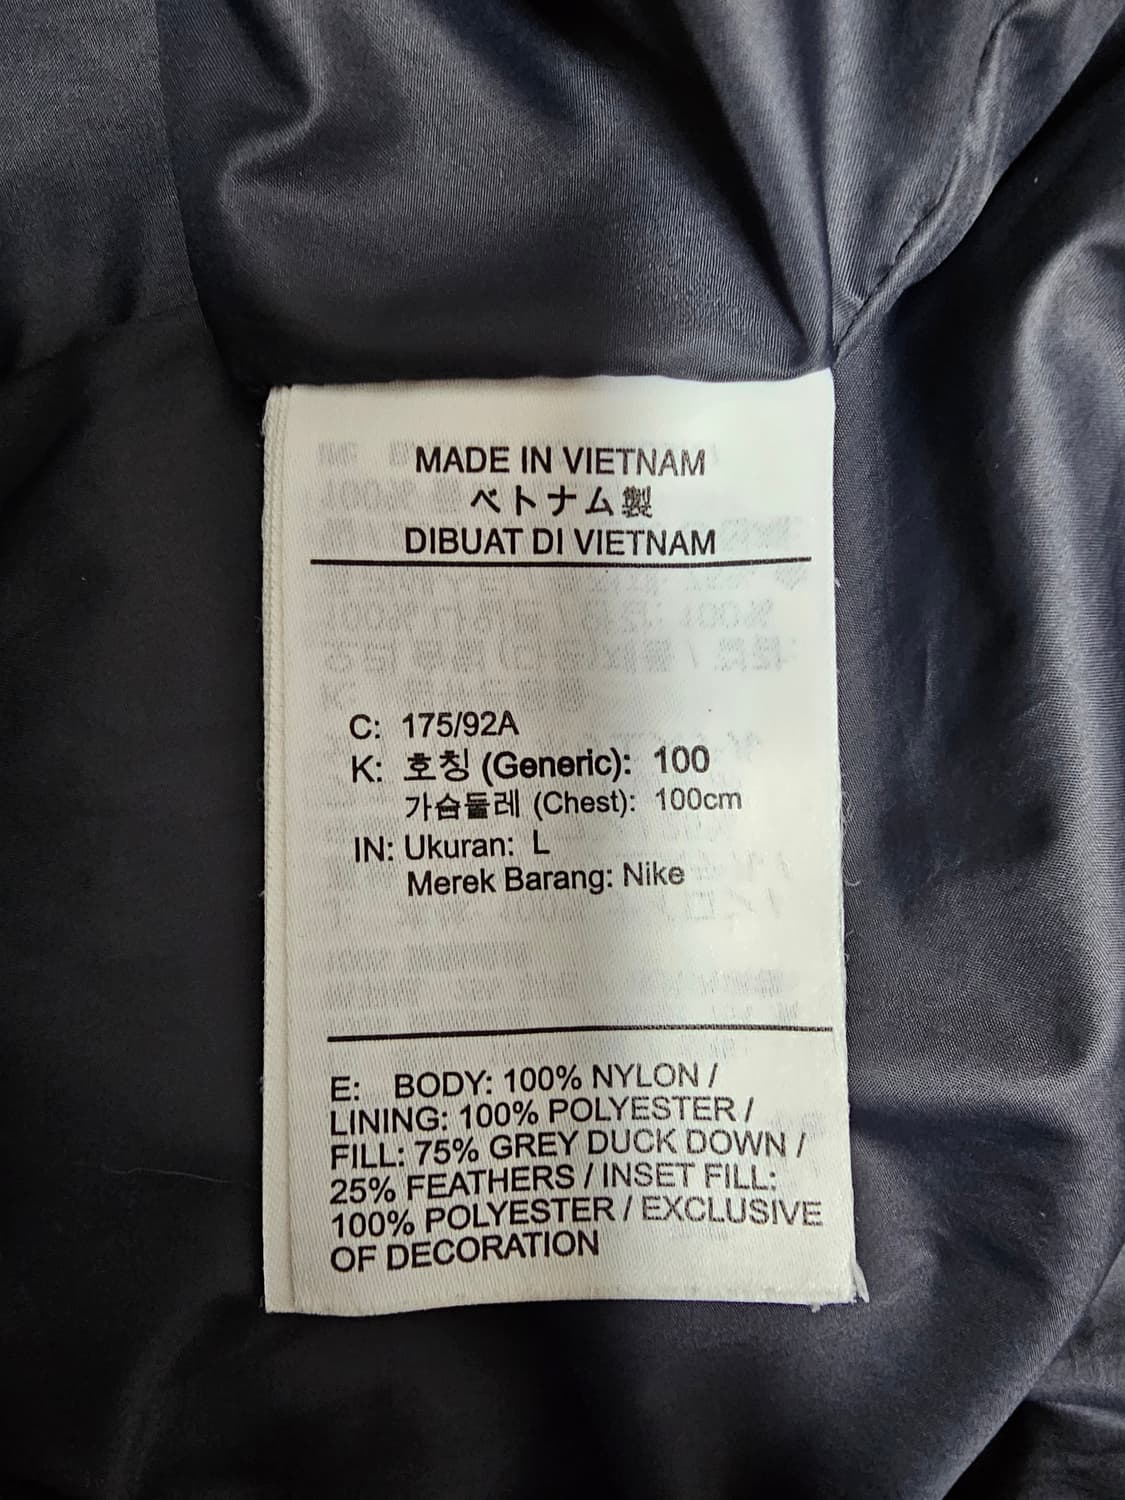 MADE IN VIETNAM
ベトナム製
DIBUAT DI VIETNAM
C: 175/92A
K: 호칭 (Generic): 100
가슴둘레 (Chest): 100cm
IN: Ukuran: L
Merek Barang: Nike
E: BODY: 100% NYLON /
LINING: 100% POLYESTER /
FILL: 75% GREY DUCK DOWN /
25% FEATHERS / INSET FILL:
100% POLYESTER / EXCLUSIVE
OF DECORATION